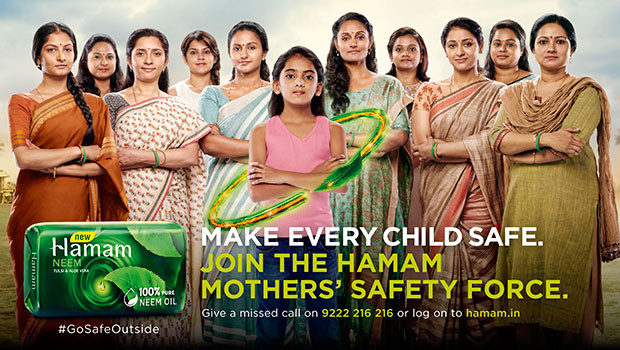 MAKE EVERY CHILD SAFE.
JOIN THE HAMAM
MOTHERS' SAFETY FORCE.
Give a missed call on 9222 216 216 or log on to hamam.in
new
Hamam
NEEM
TULSI & ALOE VERA
100% PURE
NEEM OIL
Hamam
#GoSafeOutside